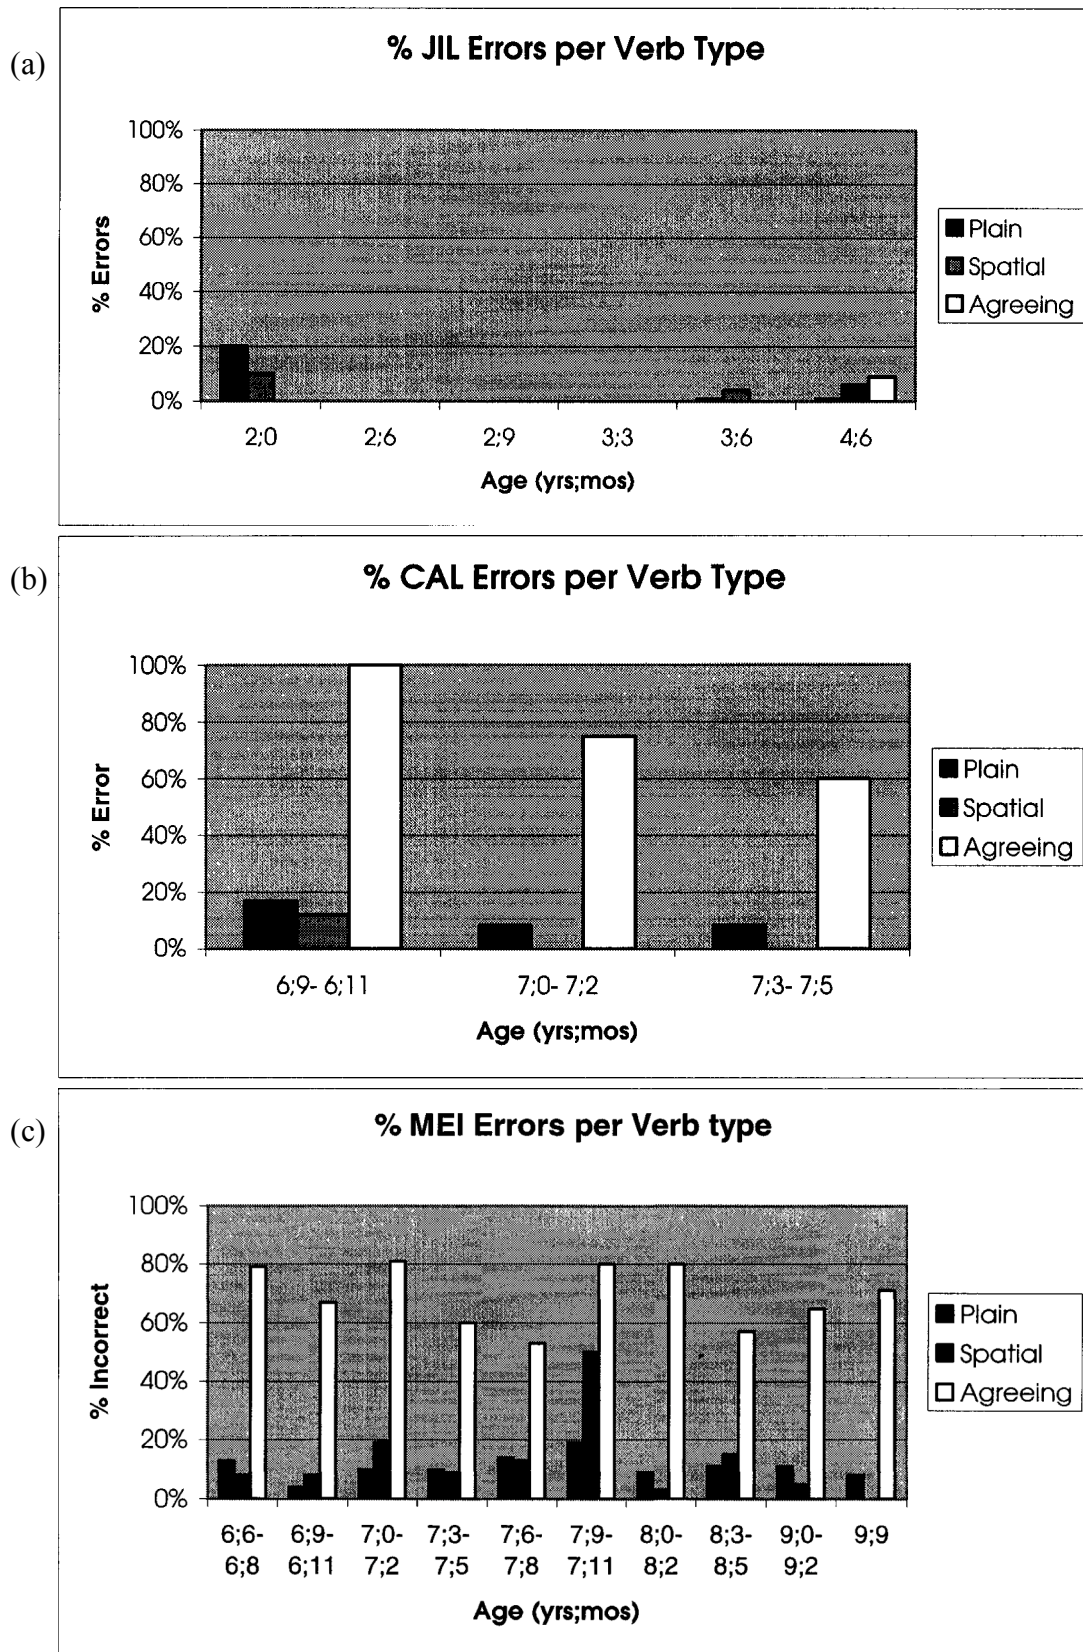 (a)
% JIL Errors per Verb Type
100%
80%
60%
40%
20%
0%
% Errors
2;0 2;6 2;9 3;3 3;6 4;6
Age (yrs;mos)
Plain
Spatial
Agreeing
(b)
% CAL Errors per Verb Type
100%
80%
60%
40%
20%
0%
% Error
6;9- 6;11 7;0- 7;2 7;3- 7;5
Age (yrs;mos)
Plain
Spatial
Agreeing
(c)
% MEI Errors per Verb type
100%
80%
60%
40%
20%
0%
% Incorrect
6;6- 6;9- 7;0- 7;3- 7;6- 7;9- 8;0- 8;3- 9;0- 9;9
6;8 6;11 7;2 7;5 7;8 7;11 8;2 8;5 9;2
Age (yrs;mos)
Plain
Spatial
Agreeing